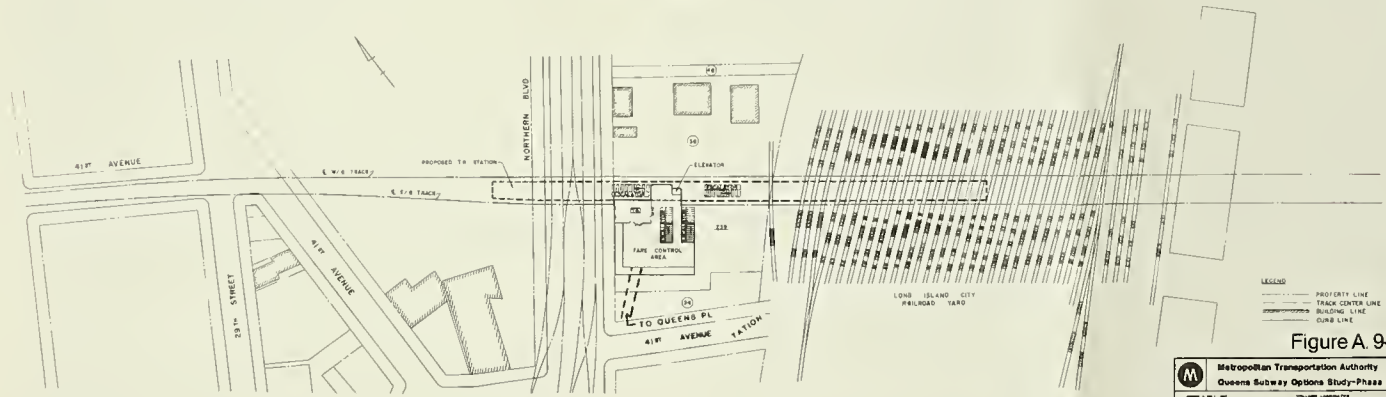 41ST AVENUE
29TH STREET
41ST AVENUE
℄ W/B TRACK
℄ E/B TRACK
PROPOSED T.H. STATION
NORTHERN BLVD
ELEVATOR
FARE CONTROL
AREA
TO QUEENS PL
41ST AVENUE
LONG ISLAND CITY
RAILROAD YARD
LEGEND
PROPERTY LINE
TRACK CENTER LINE
BUILDING LINE
CURB LINE
Figure A. 9-
M
Metropolitan Transportation Authority
Queens Subway Options Study-Phase